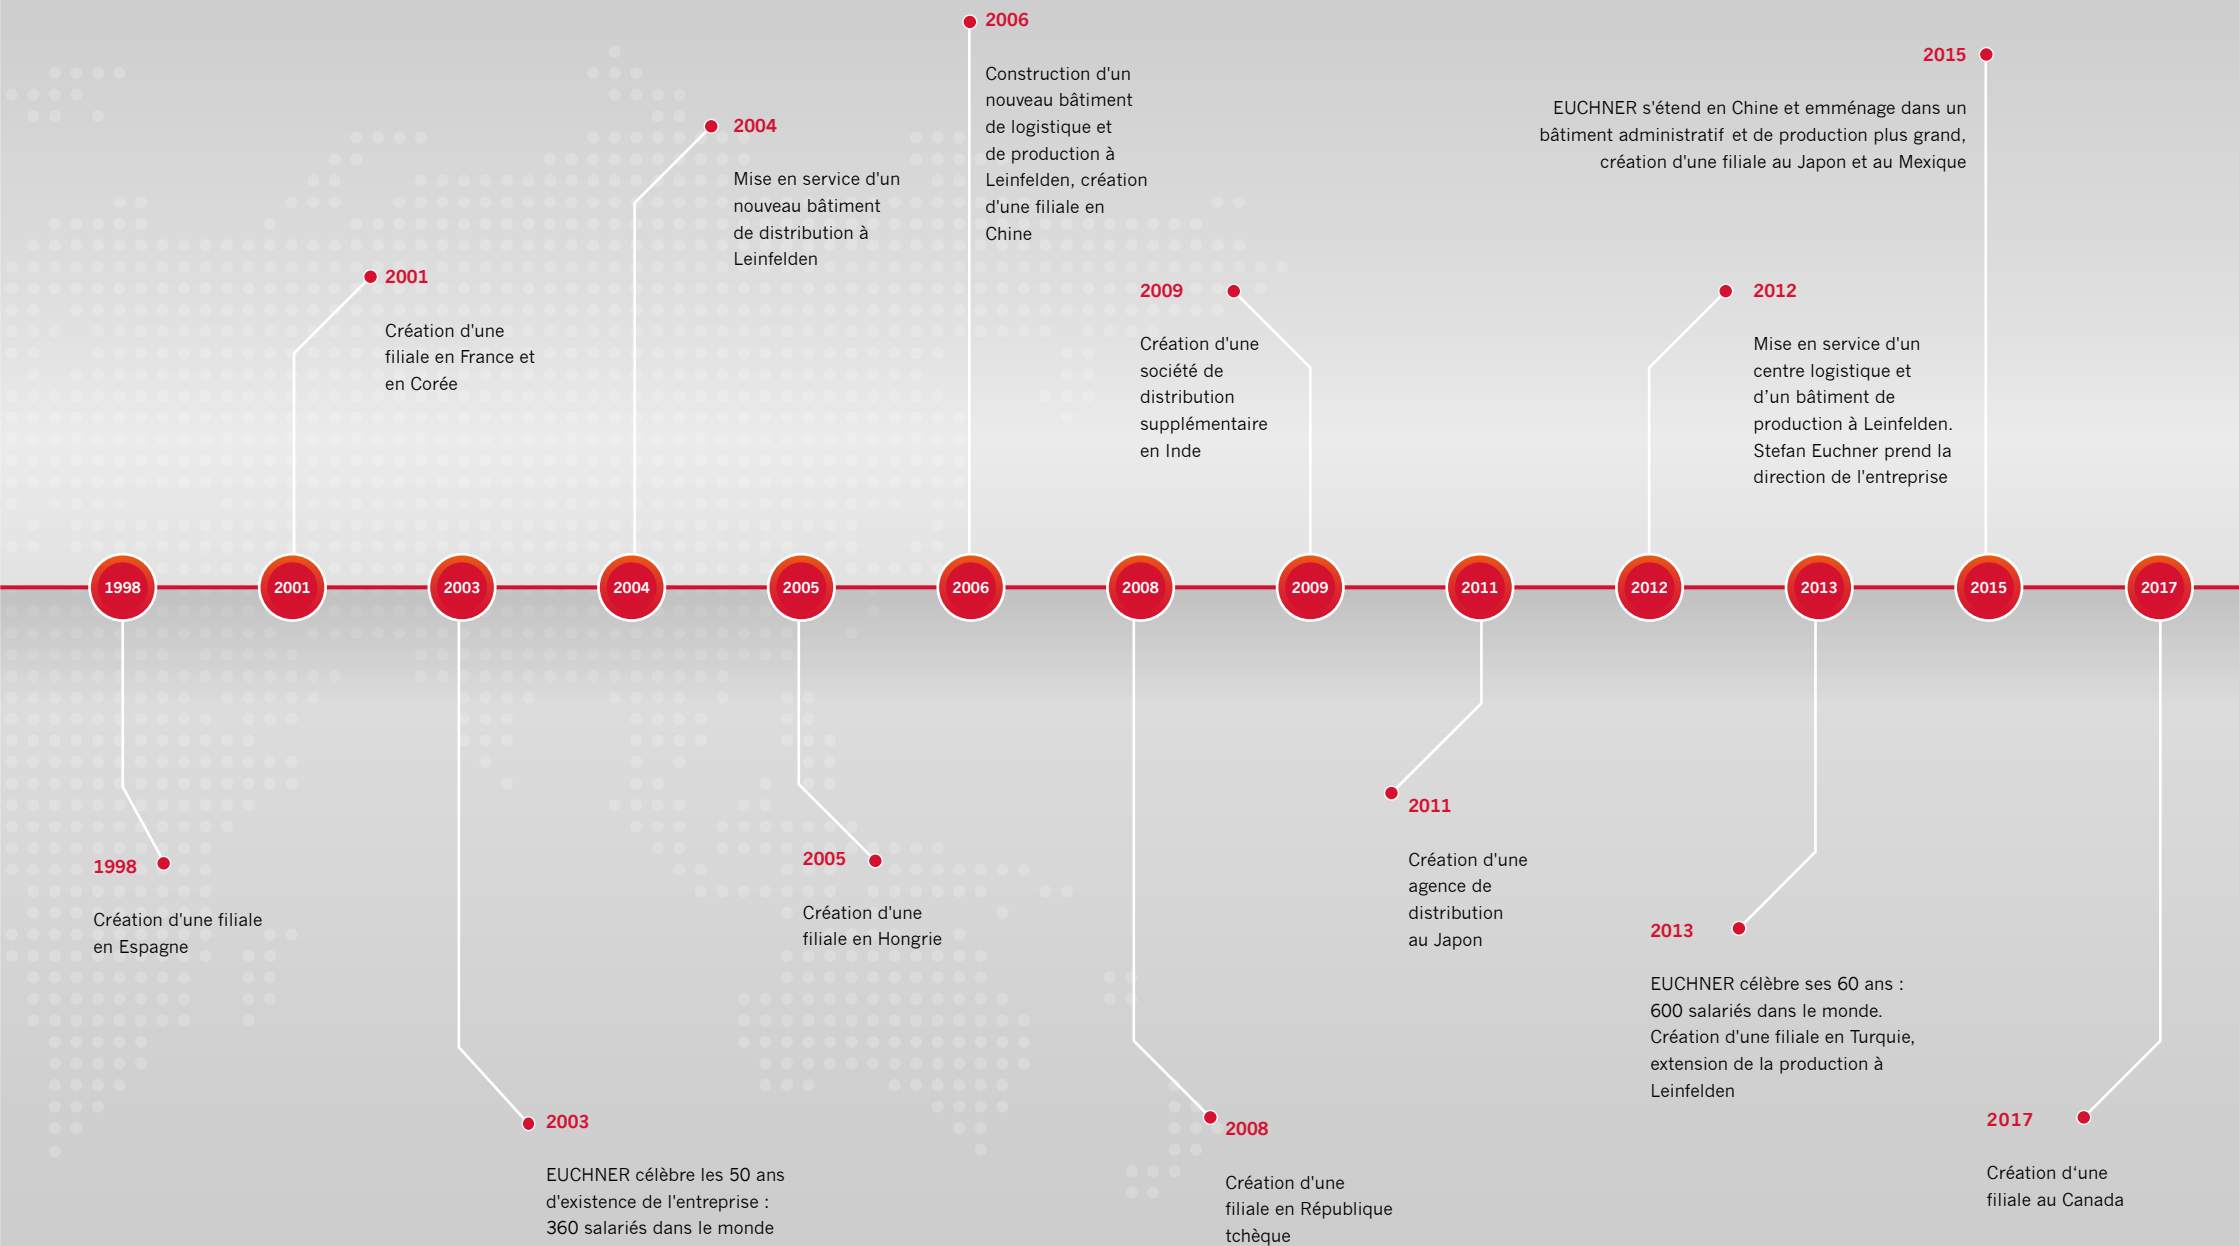 2006
Construction d'un
nouveau bâtiment
de logistique et
de production à
Leinfelden, création
d'une filiale en
Chine
2015
EUCHNER s'étend en Chine et emménage dans un
bâtiment administratif et de production plus grand,
création d'une filiale au Japon et au Mexique
2004
Mise en service d'un
nouveau bâtiment
de distribution à
Leinfelden
2001
Création d'une
filiale en France et
en Corée
2009
Création d'une
société de
distribution
supplémentaire
en Inde
2012
Mise en service d'un
centre logistique et
d’un bâtiment de
production à Leinfelden.
Stefan Euchner prend la
direction de l'entreprise
1998 2001 2003 2004 2005 2006 2008 2009 2011 2012 2013 2015 2017
1998
Création d'une filiale
en Espagne
2005
Création d'une
filiale en Hongrie
2011
Création d'une
agence de
distribution
au Japon
2013
EUCHNER célèbre ses 60 ans :
600 salariés dans le monde.
Création d'une filiale en Turquie,
extension de la production à
Leinfelden
2003
EUCHNER célèbre les 50 ans
d'existence de l'entreprise :
360 salariés dans le monde
2008
Création d'une
filiale en République
tchèque
2017
Création d‘une
filiale au Canada